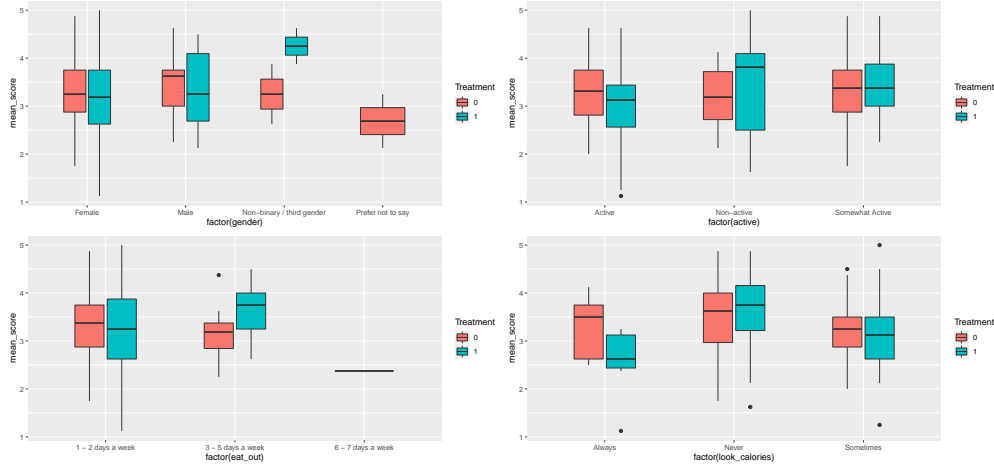 5
4
3
2
1
mean_score
Female
Male
Non−binary / third gender
Prefer not to say
factor(gender)
Treatment
0
1
5
4
3
2
1
mean_score
Active
Non−active
Somewhat Active
factor(active)
Treatment
0
1
5
4
3
2
1
mean_score
1 − 2 days a week
3 − 5 days a week
6 − 7 days a week
factor(eat_out)
Treatment
0
1
5
4
3
2
1
mean_score
Always
Never
Sometimes
factor(look_calories)
Treatment
0
1